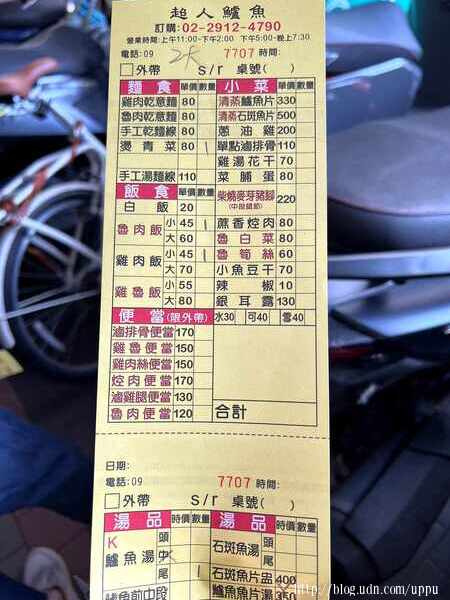 超人鱸魚
訂購:02-2912-4790
營業時間:上午11:00-下午2:00 下午5:00-晚上7:30
電話:09 7707 時間:
外帶 S/r 桌號( )
麵食 單價 數量 小菜 單價 數量
雞肉乾意麵 80 清蒸鱸魚片 330
魯肉乾意麵 80 清蒸石斑魚片 500
手工乾麵線 80 蔥油雞 200
燙青菜 80 單點滷排骨 110
雞湯花干 70
手工湯麵線 110 菜脯蛋 80
飯食 單價 數量 柴燒麥芽豬腳 220
白飯 20 (中段體節)
魯肉飯 小 45 蔗香焢肉 80
大 60 魯白菜 80
雞肉飯 小 45 魯筍絲 60
大 70 小魚豆干 70
雞魯飯 小 55 辣椒 10
大 80 銀耳露 130
便當(限外帶) 水30 可40 雪40
滷排骨便當 170
雞魯便當 150
雞肉絲便當 150
焢肉便當 170
滷雞腿便當 130
魯肉便當 120 合計
日期:
電話:09 7707 時間:
外帶 S/r 桌號( )
湯品 時價 數量 湯品 時價 數量
K
鱸魚湯 頭 中 尾
石斑魚湯 頭 尾
石斑魚片 400
鱸魚前中段 鱸魚片湯 350
http://blog.udn.com/uppu